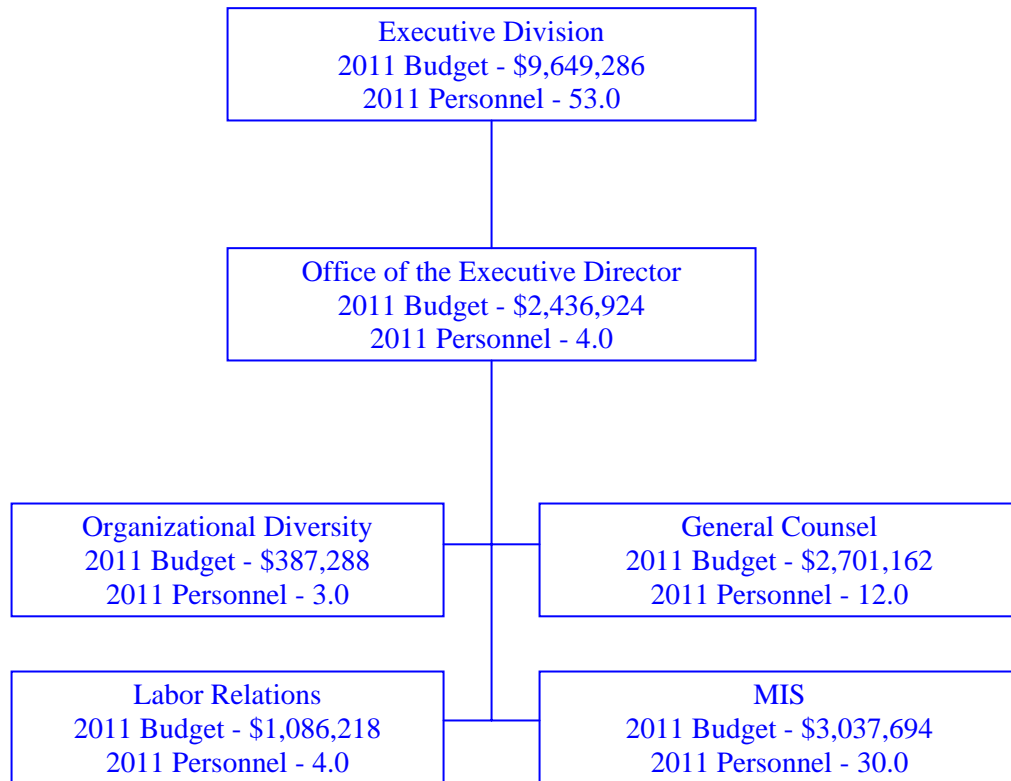 Executive Division
2011 Budget - $9,649,286
2011 Personnel - 53.0
Office of the Executive Director
2011 Budget - $2,436,924
2011 Personnel - 4.0
Organizational Diversity
2011 Budget - $387,288
2011 Personnel - 3.0
General Counsel
2011 Budget - $2,701,162
2011 Personnel - 12.0
Labor Relations
2011 Budget - $1,086,218
2011 Personnel - 4.0
MIS
2011 Budget - $3,037,694
2011 Personnel - 30.0